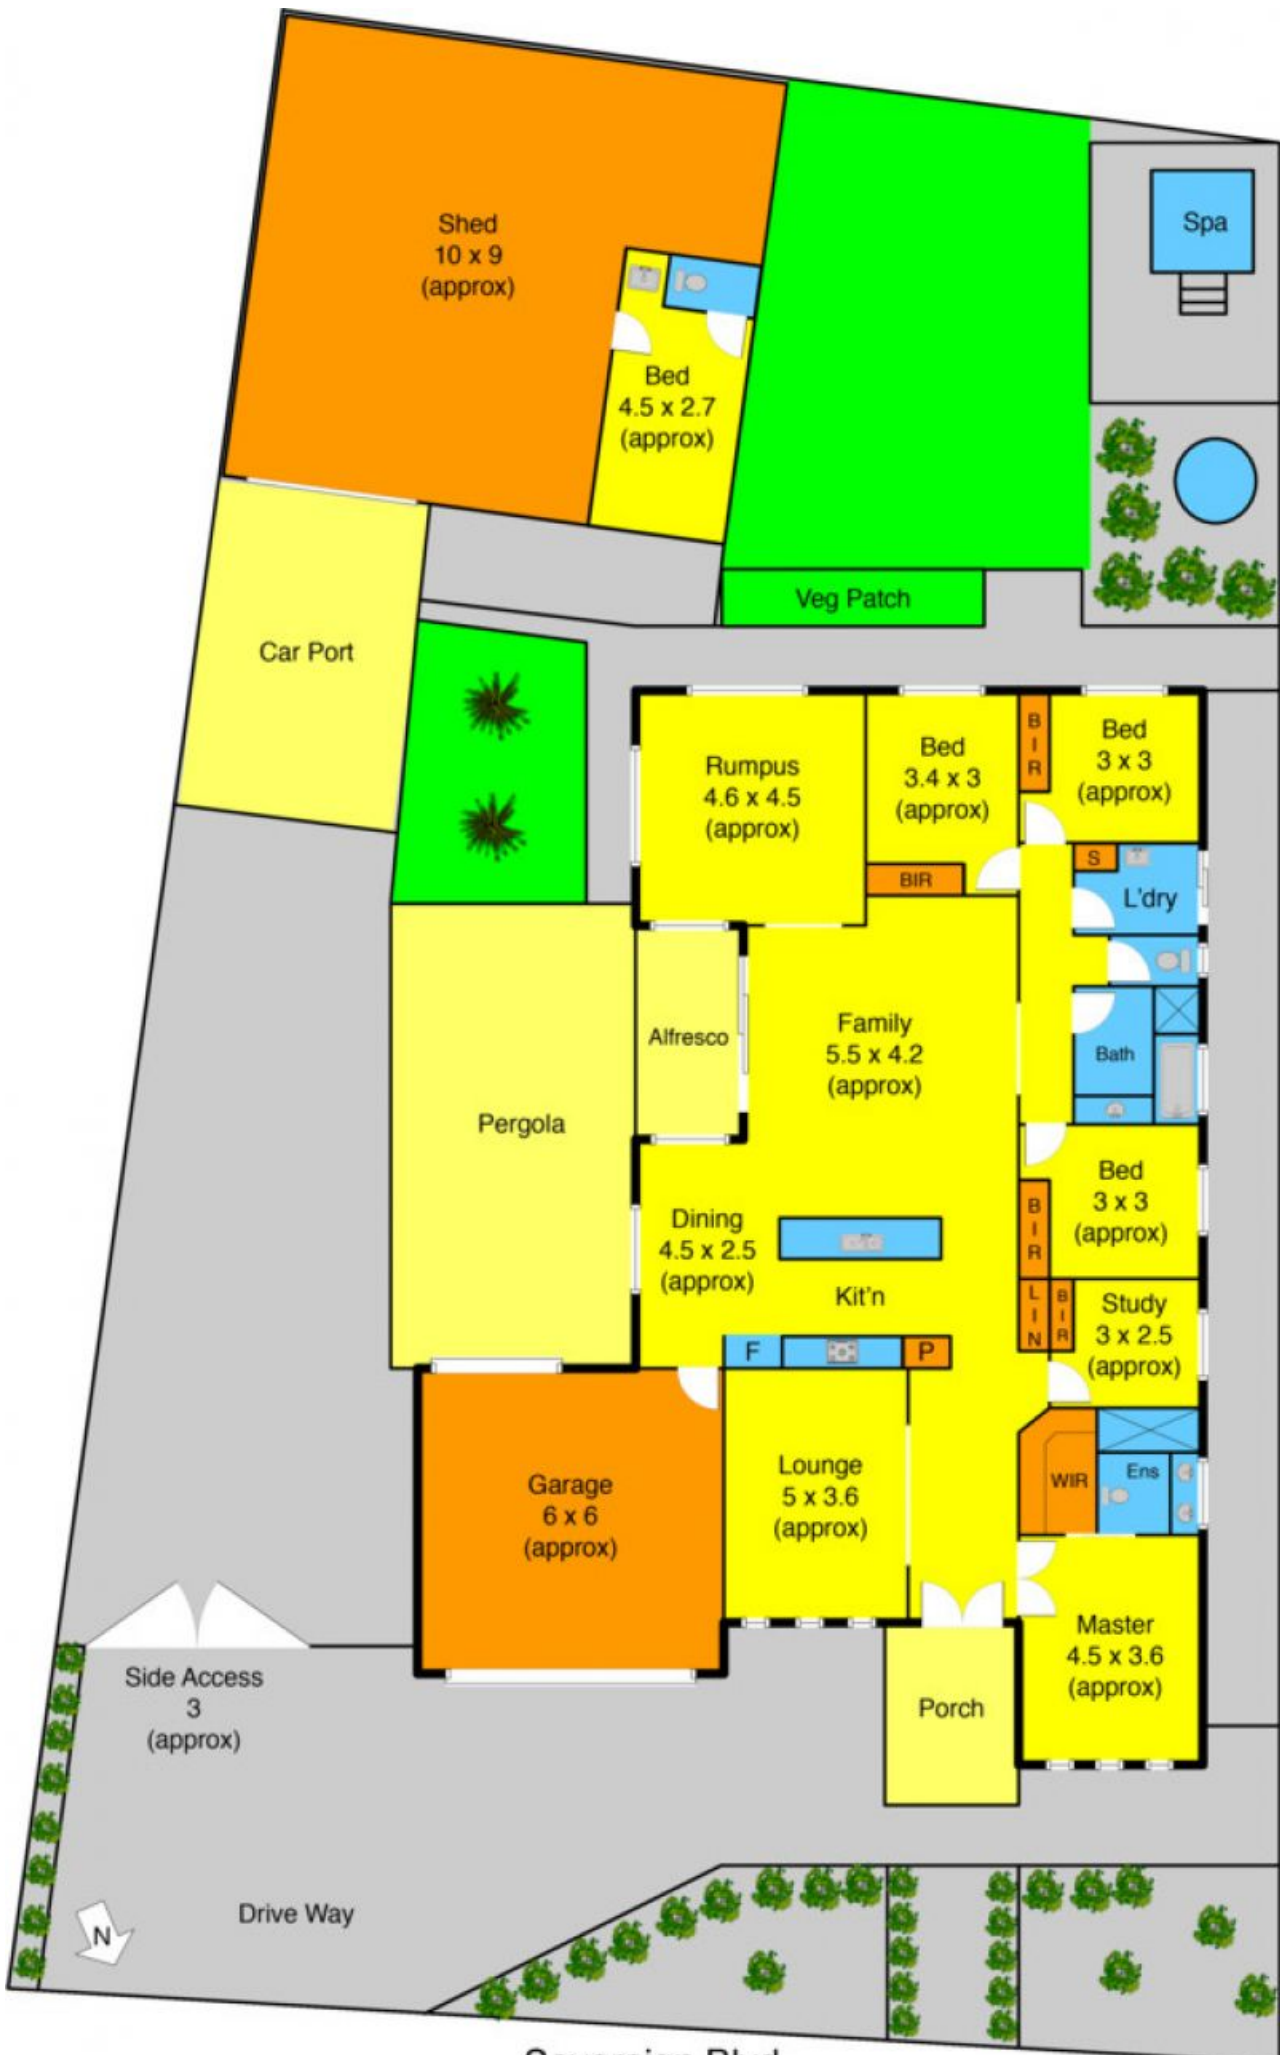 Shed
10 x 9
(approx)
Spa
Bed
4.5 x 2.7
(approx)
Veg Patch
Car Port
Rumpus
4.6 x 4.5
(approx)
Bed
3.4 x 3
(approx)
B
I
R
Bed
3 x 3
(approx)
BIR
S
L'dry
Alfresco
Family
5.5 x 4.2
(approx)
Bath
Pergola
Dining
4.5 x 2.5
(approx)
Kit'n
Bed
3 x 3
(approx)
B
I
R
L
I
N
B
I
R
Study
3 x 2.5
(approx)
F
P
Garage
6 x 6
(approx)
Lounge
5 x 3.6
(approx)
WIR
Ens
Master
4.5 x 3.6
(approx)
Porch
Side Access
3
(approx)
Drive Way
N